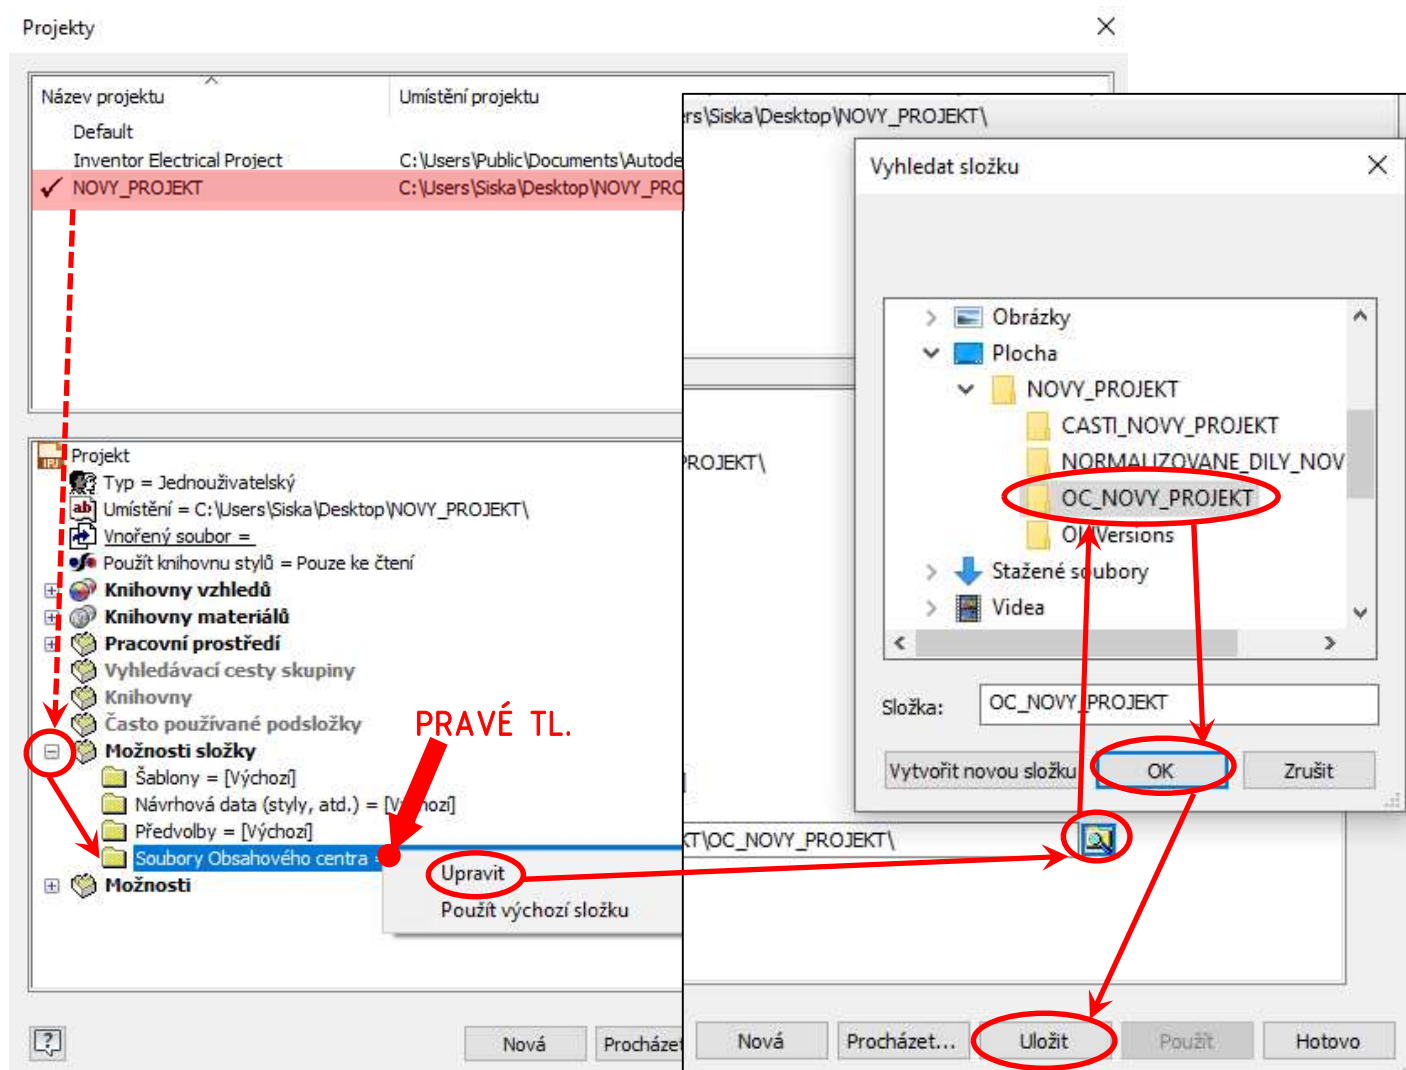 Projekty
Název projektu
Umístění projektu
Default
Inventor Electrical Project
C:\Users\Public\Documents\Autode
NOVY_PROJEKT
C:\Users\Siska\Desktop\NOVY_PRO
Projekt
Typ = Jednouživatelský
Umístění = C:\Users\Siska\Desktop\NOVY_PROJEKT\
Vnořený soubor =
Použít knihovnu stylů = Pouze ke čtení
Knihovny vzhledů
Knihovny materiálů
Pracovní prostředí
Vyhledávací cesty skupiny
Knihovny
Často používané podsložky
PRAVÉ TL.
Možnosti složky
Šablony = [Výchozí]
Návrhová data (styly, atd.) = [Výchozí]
Předvolby = [Výchozí]
Soubory Obsahového centra =
Možnosti
Upravit
Použít výchozí složku
Nová
Procházet
rs\Siska\Desktop\NOVY_PROJEKT\
Vyhledat složku
Obrázky
Plocha
NOVY_PROJEKT
CASTI_NOVY_PROJEKT
NORMALIZOVANE_DILY_NOV
OC_NOVY_PROJEKT
OldVersions
Stažené soubory
Videa
Složka:
OC_NOVY_PROJEKT
Vytvořit novou složku
OK
Zrušit
PROJEKT\
KT\OC_NOVY_PROJEKT\
Nová
Procházet...
Uložit
Použít
Hotovo